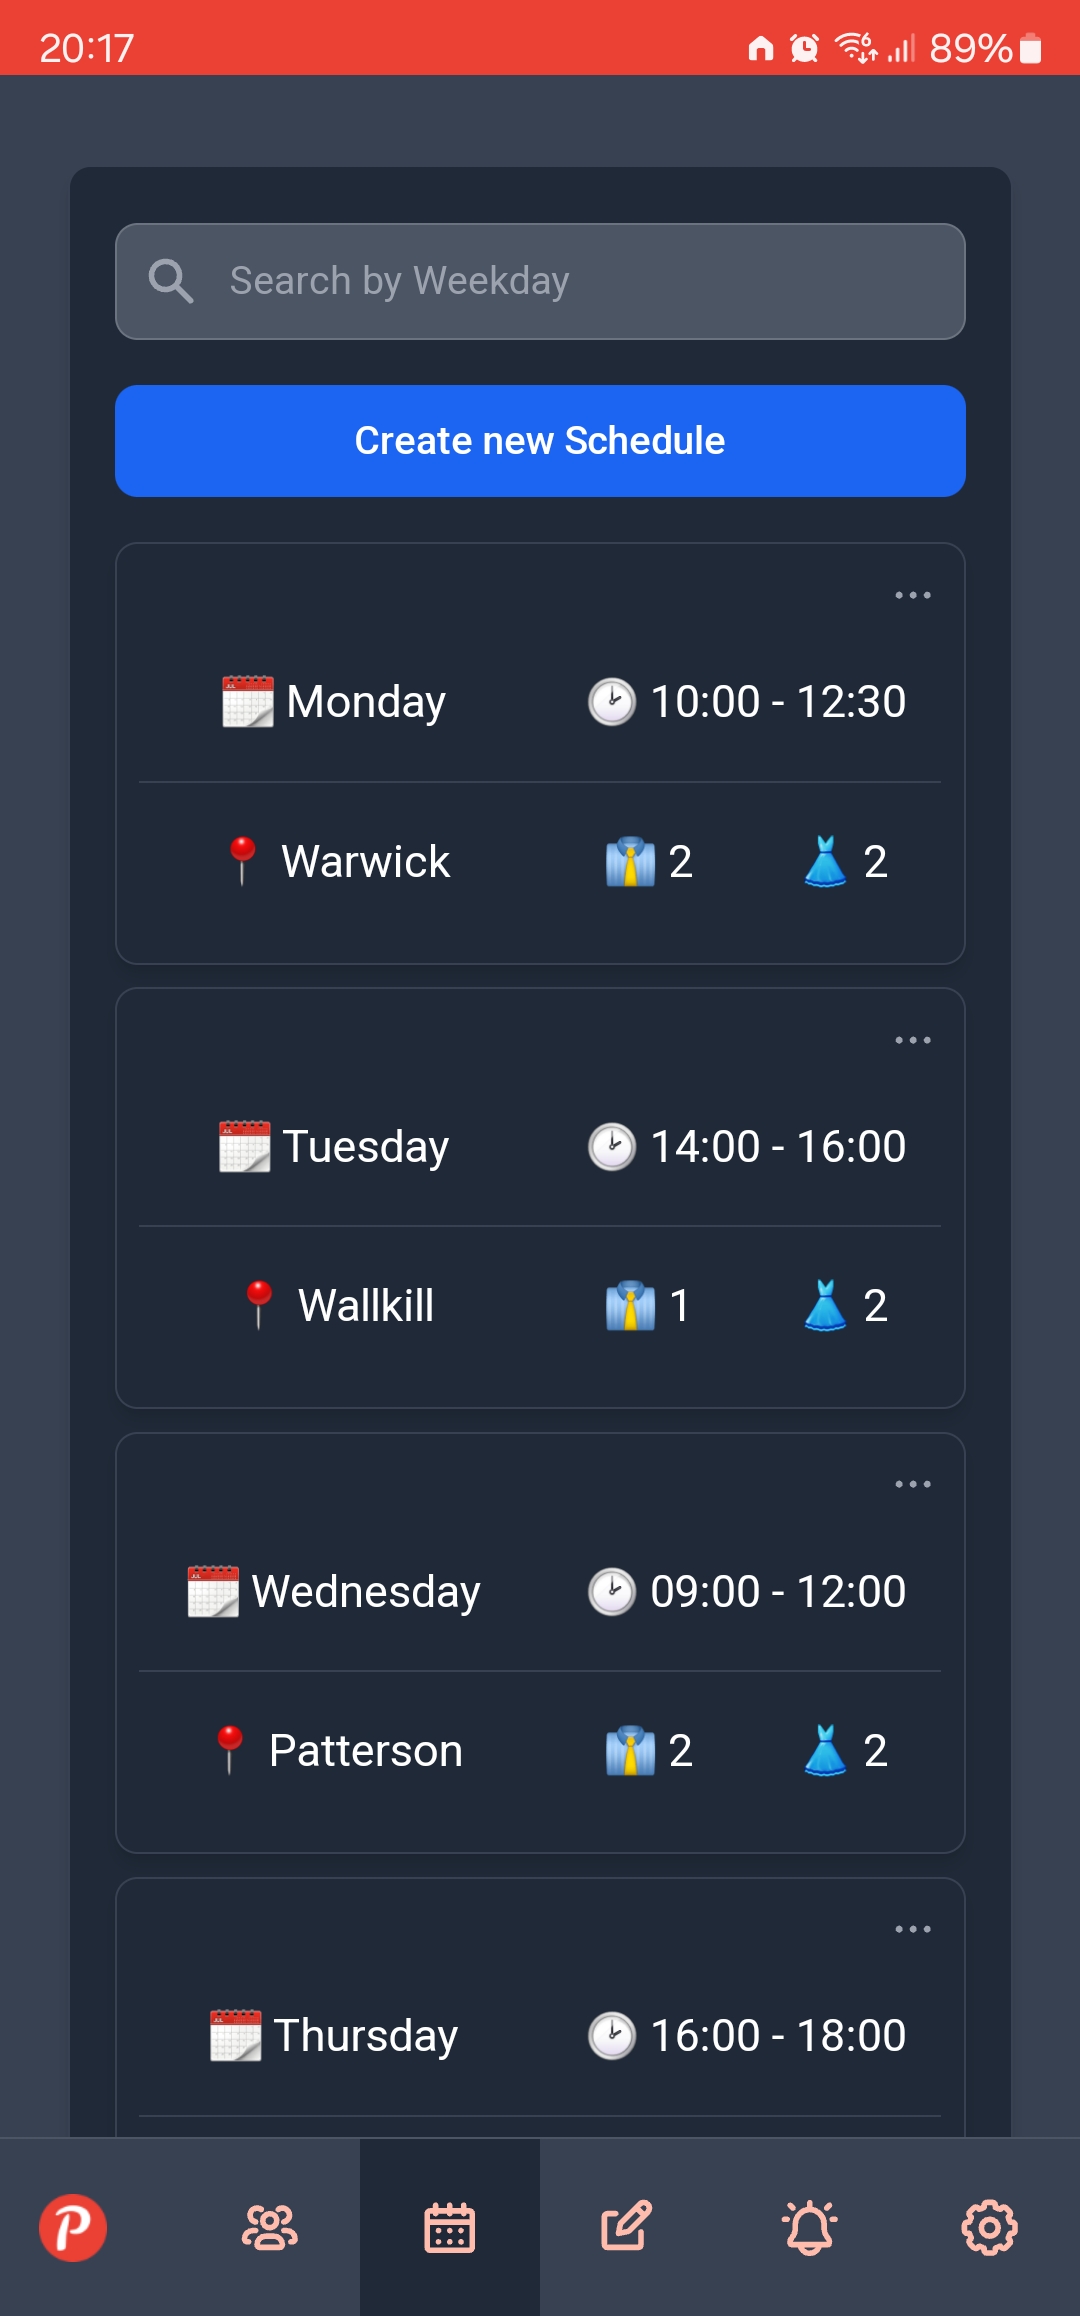 20:17
6 89%
Search by Weekday
Create new Schedule
Monday 10:00 - 12:30
Warwick 2 2
Tuesday 14:00 - 16:00
Wallkill 1 2
Wednesday 09:00 - 12:00
Patterson 2 2
Thursday 16:00 - 18:00
P